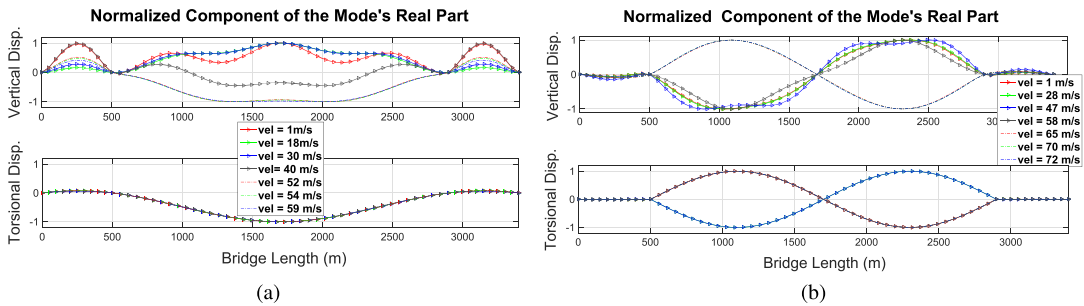 Normalized Component of the Mode's Real Part
Vertical Disp.
1
0
-1
0
500
1000
1500
2000
2500
3000
vel = 1m/s
vel = 18m/s
vel = 30 m/s
vel= 40 m/s
vel = 52 m/s
vel = 54 m/s
vel = 59 m/s
Torsional Disp.
1
0
-1
0
500
1000
1500
2000
2500
3000
Bridge Length (m)
(a)
Normalized  Component of the Mode's Real Part
Vertical Disp.
1
0
-1
0
500
1000
1500
2000
2500
vel = 1 m/s
vel = 28 m/s
vel = 47 m/s
vel = 58 m/s
vel = 65 m/s
vel = 70 m/s
vel = 72 m/s
Torsional Disp.
1
0
-1
0
500
1000
1500
2000
2500
3000
Bridge Length (m)
(b)